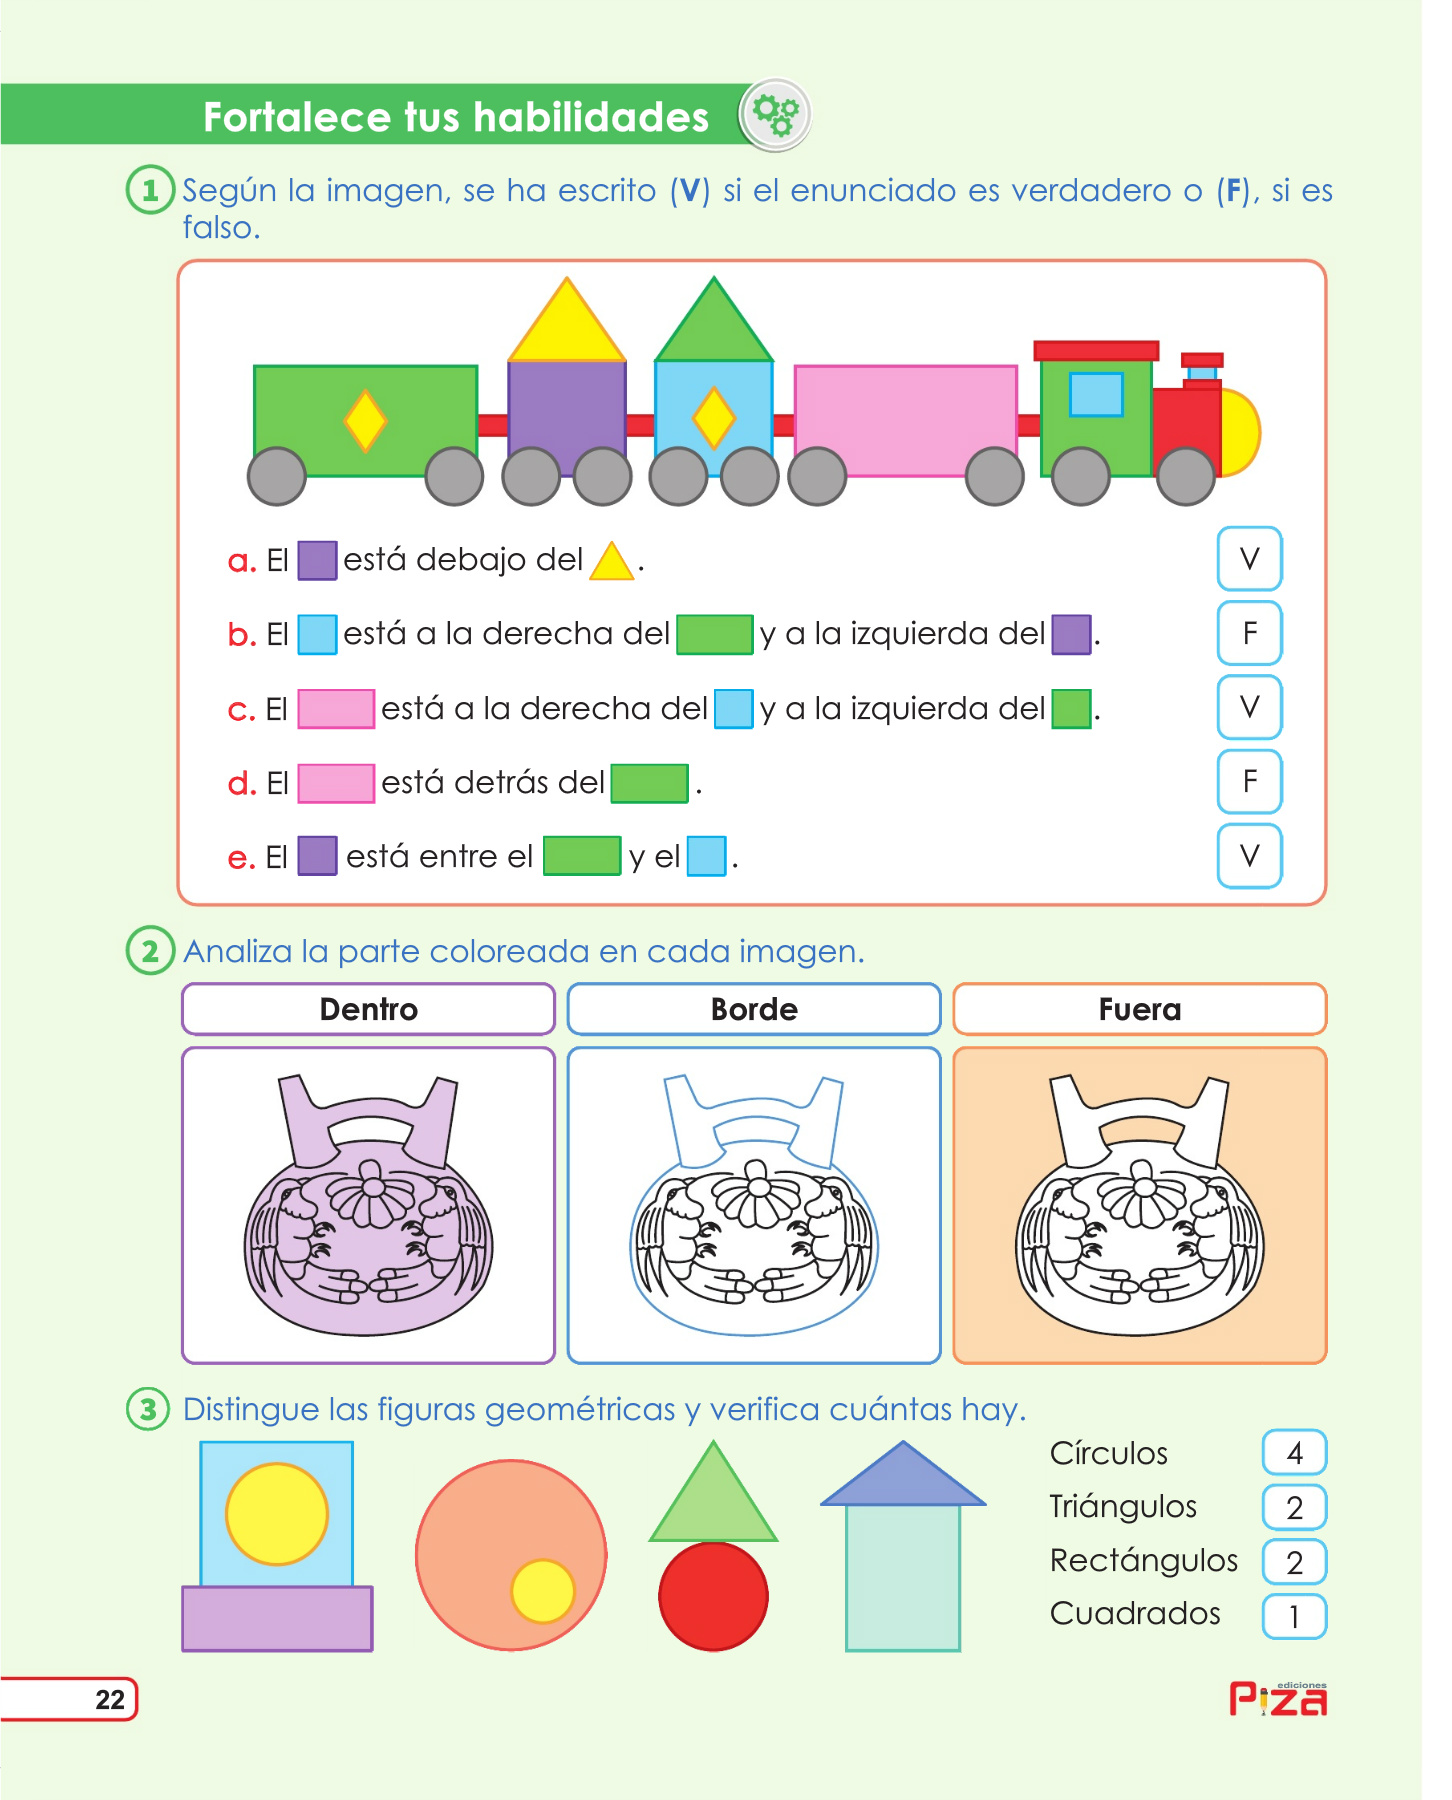 Fortalece tus habilidades
1 Según la imagen, se ha escrito (V) si el enunciado es verdadero o (F), si es
falso.
a. El está debajo del . V
b. El está a la derecha del y a la izquierda del . F
c. El está a la derecha del y a la izquierda del . V
d. El está detrás del . F
e. El está entre el y el . V
2 Analiza la parte coloreada en cada imagen.
Dentro Borde Fuera
3 Distingue las figuras geométricas y verifica cuántas hay.
Círculos 4
Triángulos 2
Rectángulos 2
Cuadrados 1
22
ediciones
Piza